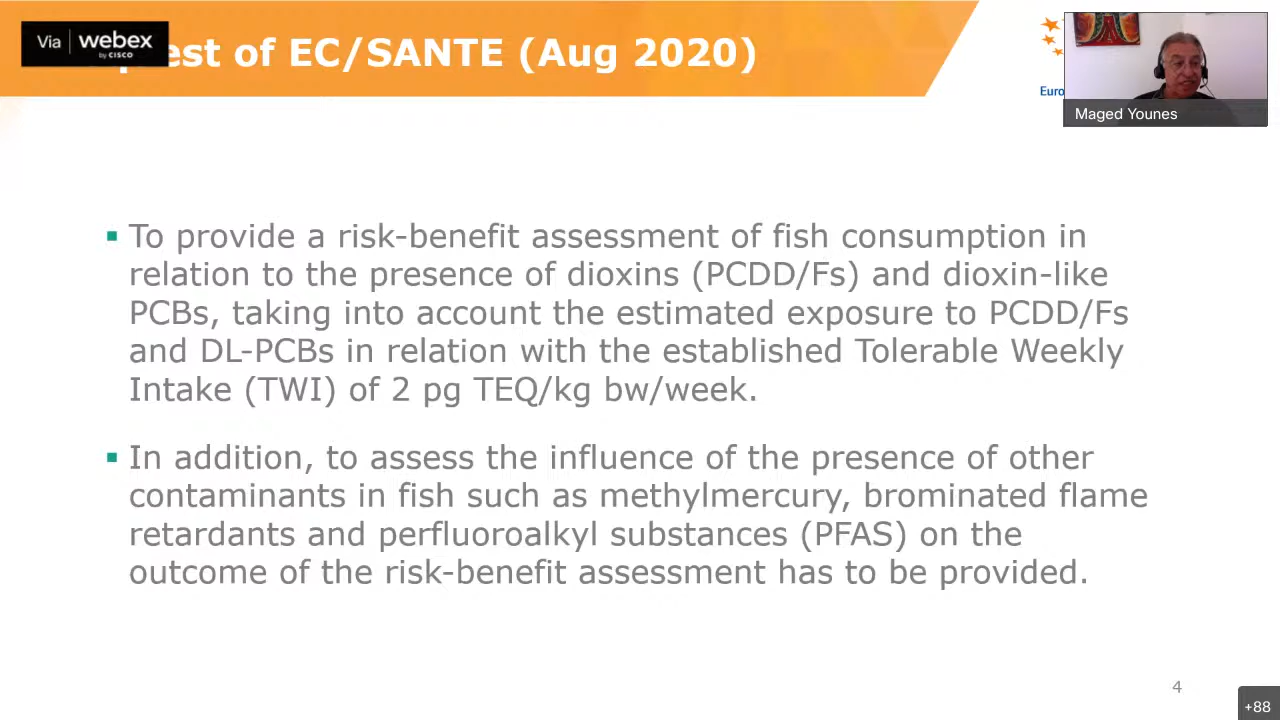 Via webex
by CISCO
est of EC/SANTE (Aug 2020)
Euro
Maged Younes
▪ To provide a risk-benefit assessment of fish consumption in
relation to the presence of dioxins (PCDD/Fs) and dioxin-like
PCBs, taking into account the estimated exposure to PCDD/Fs
and DL-PCBs in relation with the established Tolerable Weekly
Intake (TWI) of 2 pg TEQ/kg bw/week.
▪ In addition, to assess the influence of the presence of other
contaminants in fish such as methylmercury, brominated flame
retardants and perfluoroalkyl substances (PFAS) on the
outcome of the risk-benefit assessment has to be provided.
4
+88